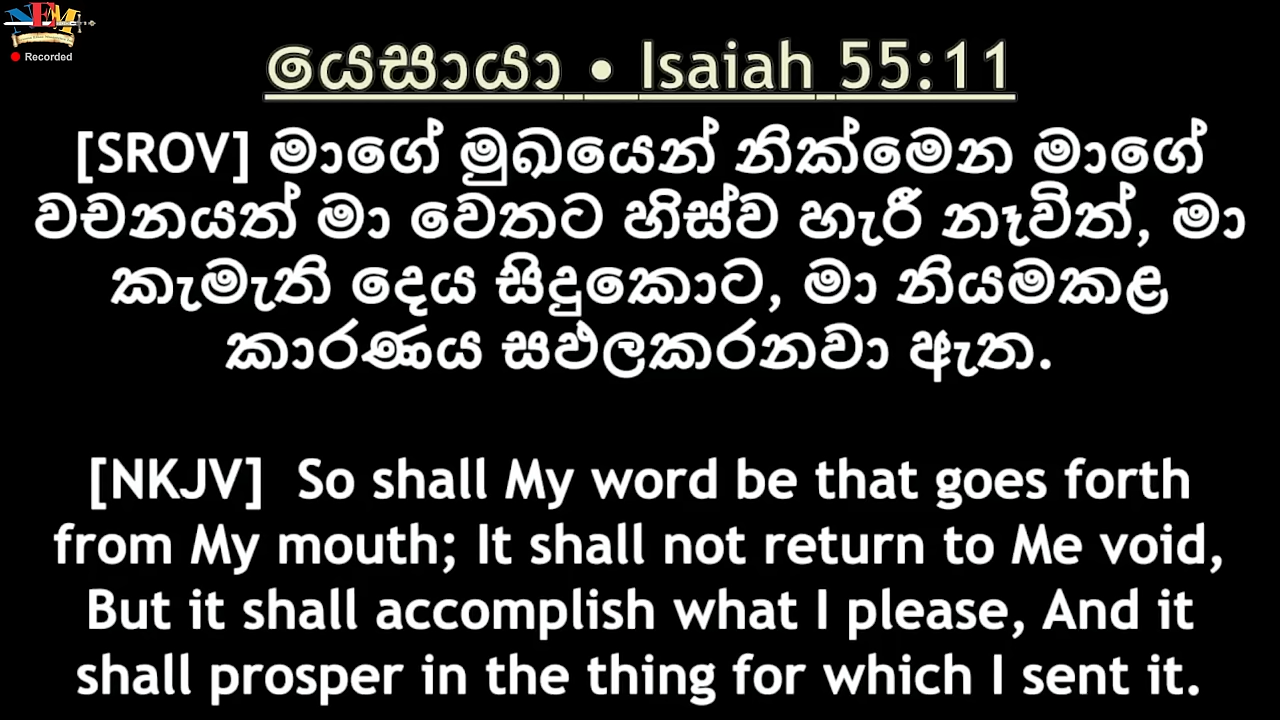 NEM
Recorded
යෙසායා • Isaiah 55:11
[SROV] මාගේ මුඛයෙන් නික්මෙන මාගේ
වචනයත් මා වෙතට හිස්ව හැරී නෑවිත්, මා
කැමැති දෙය සිදුකොට, මා නියමකළ
කාරණය සඵලකරනවා ඇත.
[NKJV] So shall My word be that goes forth
from My mouth; It shall not return to Me void,
But it shall accomplish what I please, And it
shall prosper in the thing for which I sent it.